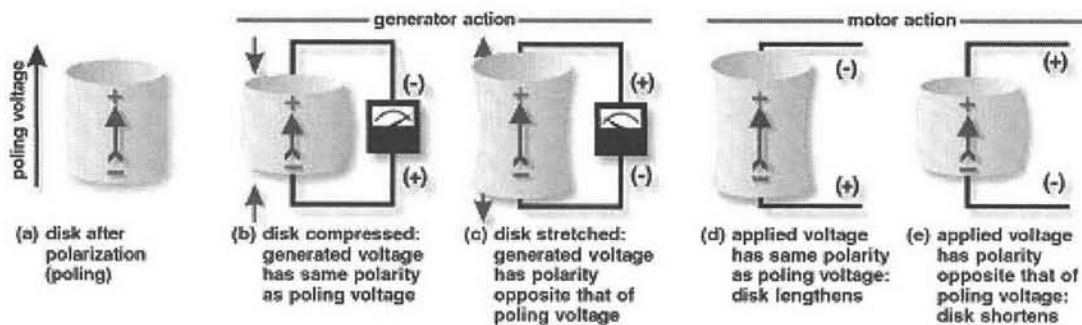 generator action
motor action
poling voltage
+
−
(a) disk after
polarization
(poling)
(-)
+
−
(+)
(b) disk compressed:
generated voltage
has same polarity
as poling voltage
(+)
+
−
(-)
(c) disk stretched:
generated voltage
has polarity
opposite that of
poling voltage
(-)
+
−
(+)
(d) applied voltage
has same polarity
as poling voltage:
disk lengthens
(+)
+
−
(-)
(e) applied voltage
has polarity
opposite that of
poling voltage:
disk shortens